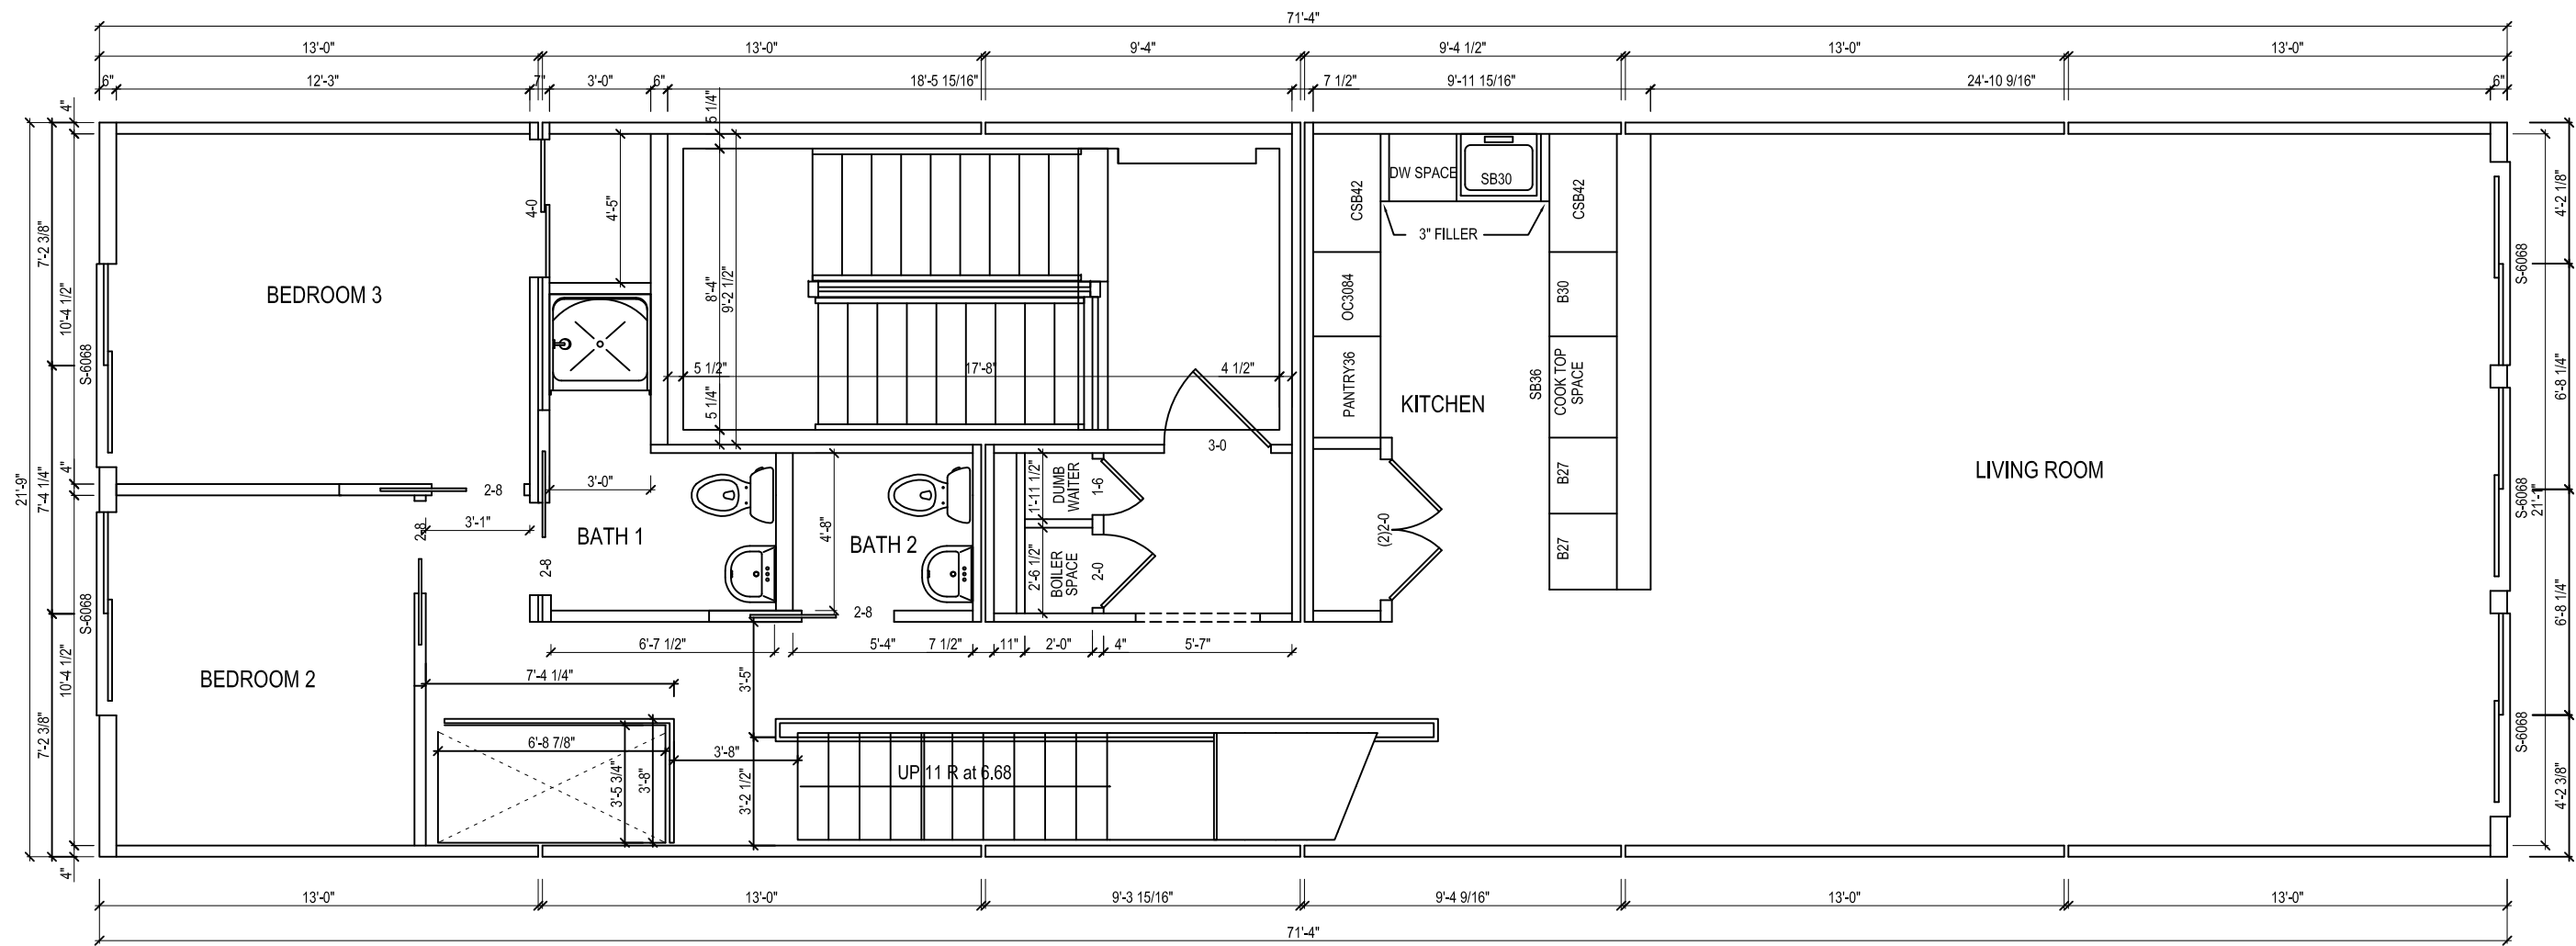 71'-4"
13'-0" 13'-0" 9'-4" 9'-4 1/2" 13'-0" 13'-0"
6" 12'-3" 7" 3'-0" 6" 18'-5 15/16" 7 1/2" 9'-11 15/16" 24'-10 9/16" 6"
4"
5 1/4"
21'-9"
7'-2 3/8"
10'-4 1/2"
S-6068
4"
7'-4 1/4"
S-6068
10'-4 1/2"
7'-2 3/8"
4"
BEDROOM 3
4-0
4'-5"
8'-4"
9'-2 1/2"
5 1/2" 17'-8" 4 1/2"
5 1/4"
3-0
2-8
3'-0"
2-8
3'-1"
BATH 1
2-8
4'-8"
BATH 2
2-8
1'-11 1/2"
DUMB
WAITER
1-6
2'-6 1/2"
BOILER
SPACE
2-0
6'-7 1/2" 5'-4" 7 1/2" 11" 2'-0" 4" 5'-7"
CSB42
DW SPACE
SB30
CSB42
3" FILLER
OC3084
B30
PANTRY36
KITCHEN
SB36
COOK TOP
SPACE
B27
(2)2-0
B27
LIVING ROOM
4'-2 1/8"
S-6068
6'-8 1/4"
S-6068
21'-1"
6'-8 1/4"
S-6068
4'-2 3/8"
BEDROOM 2
7'-4 1/4"
3'-5"
6'-8 7/8"
3'-5 3/4"
3'-8"
3'-8"
3'-2 1/2"
UP 11 R at 6.68
13'-0" 13'-0" 9'-3 15/16" 9'-4 9/16" 13'-0" 13'-0"
71'-4"